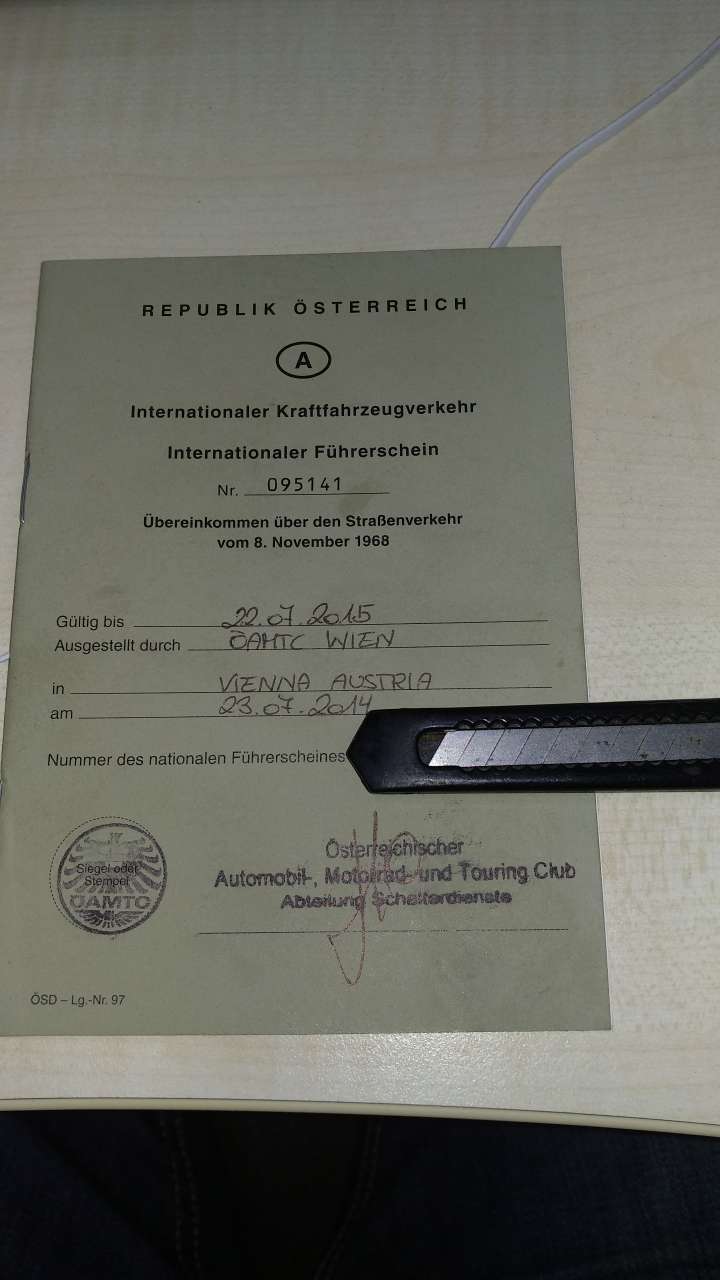 REPUBLIK ÖSTERREICH
A
Internationaler Kraftfahrzeugverkehr
Internationaler Führerschein
Nr. 095141
Übereinkommen über den Straßenverkehr
vom 8. November 1968
Gültig bis 22.07.2015
Ausgestellt durch ÖAMTC WIEN
in VIENNA AUSTRIA
am 23.07.2014
Nummer des nationalen Führerscheines
Siegel oder
Stempel
ÖAMTC
Österreichischer
Automobil-, Motorrad- und Touring Club
Abteilung Schalterdienste
ÖSD – Lg.-Nr. 97